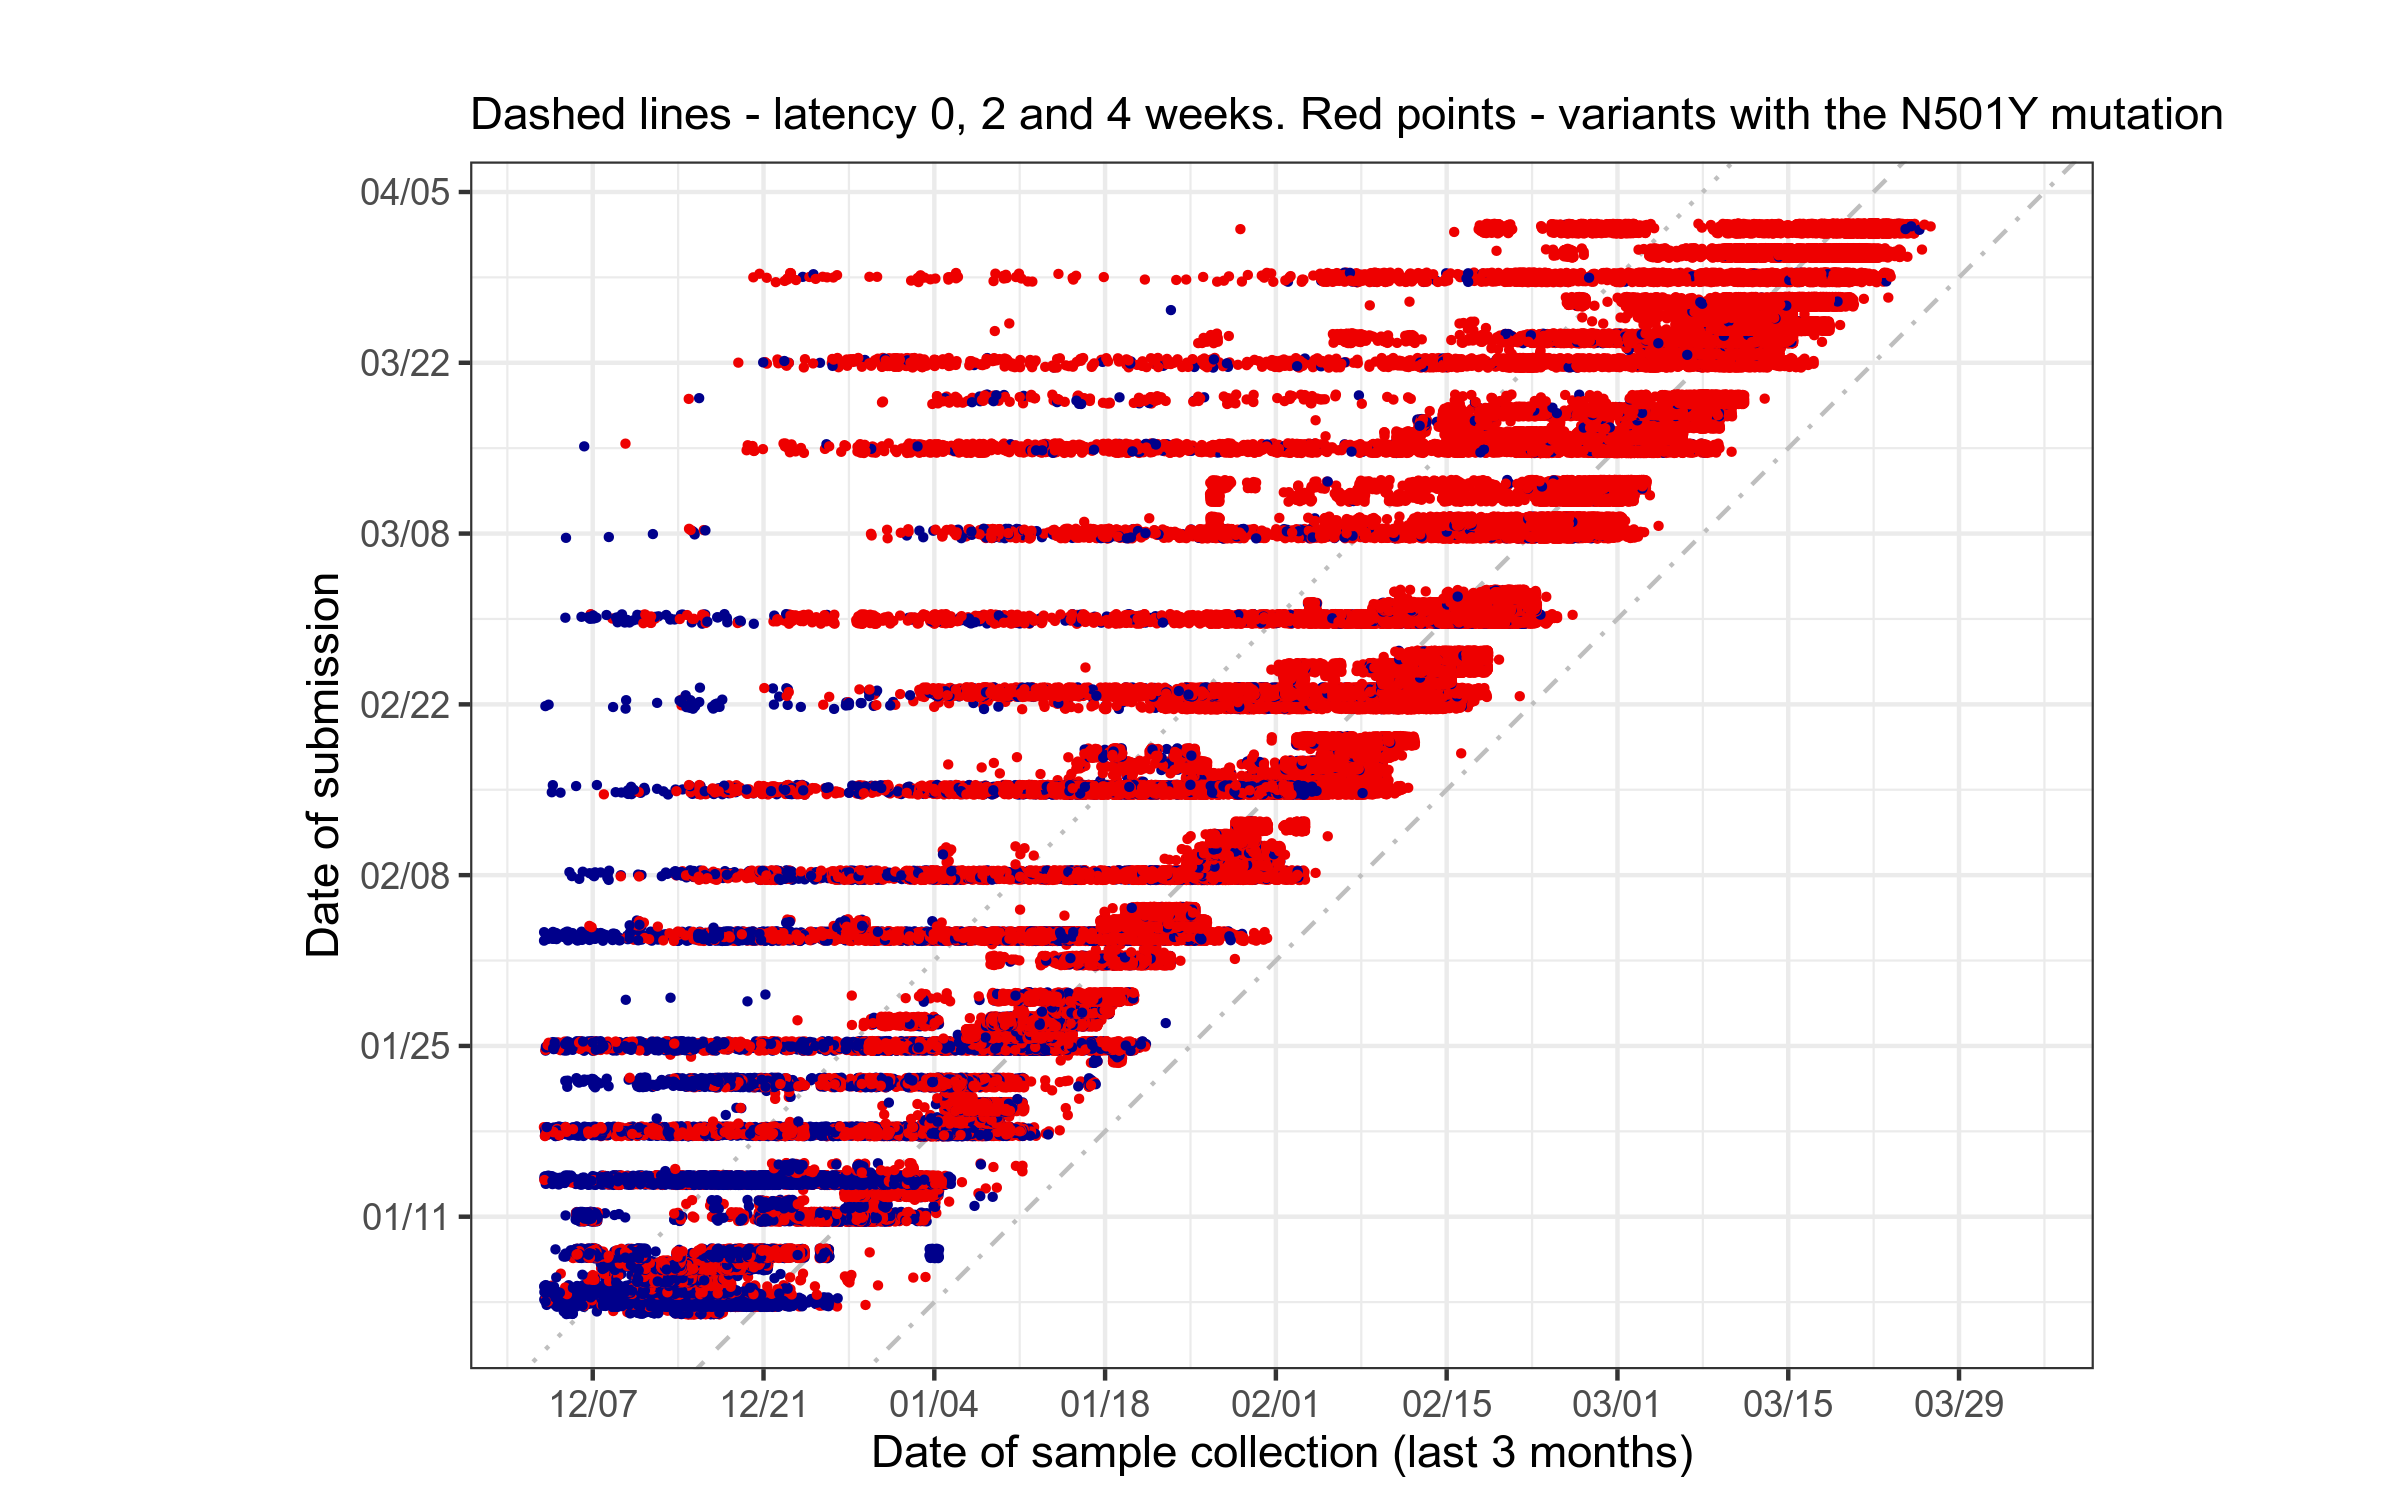 Dashed lines - latency 0, 2 and 4 weeks. Red points - variants with the N501Y mutation
04/05
03/22
03/08
02/22
02/08
01/25
01/11
Date of submission
12/07 12/21 01/04 01/18 02/01 02/15 03/01 03/15 03/29
Date of sample collection (last 3 months)